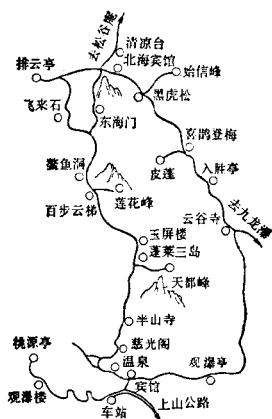 去松谷庵
清凉台
北海宾馆
始信峰
排云亭
黑虎松
飞来石
东海门
喜鹊登梅
皮蓬
入胜亭
鳌鱼洞
莲花峰
百步云梯
云谷寺
去九龙瀑
玉屏楼
蓬莱三岛
天都峰
半山寺
慈光阁
桃源亭
温泉
观瀑亭
宾馆
观瀑楼
车站
上山公路